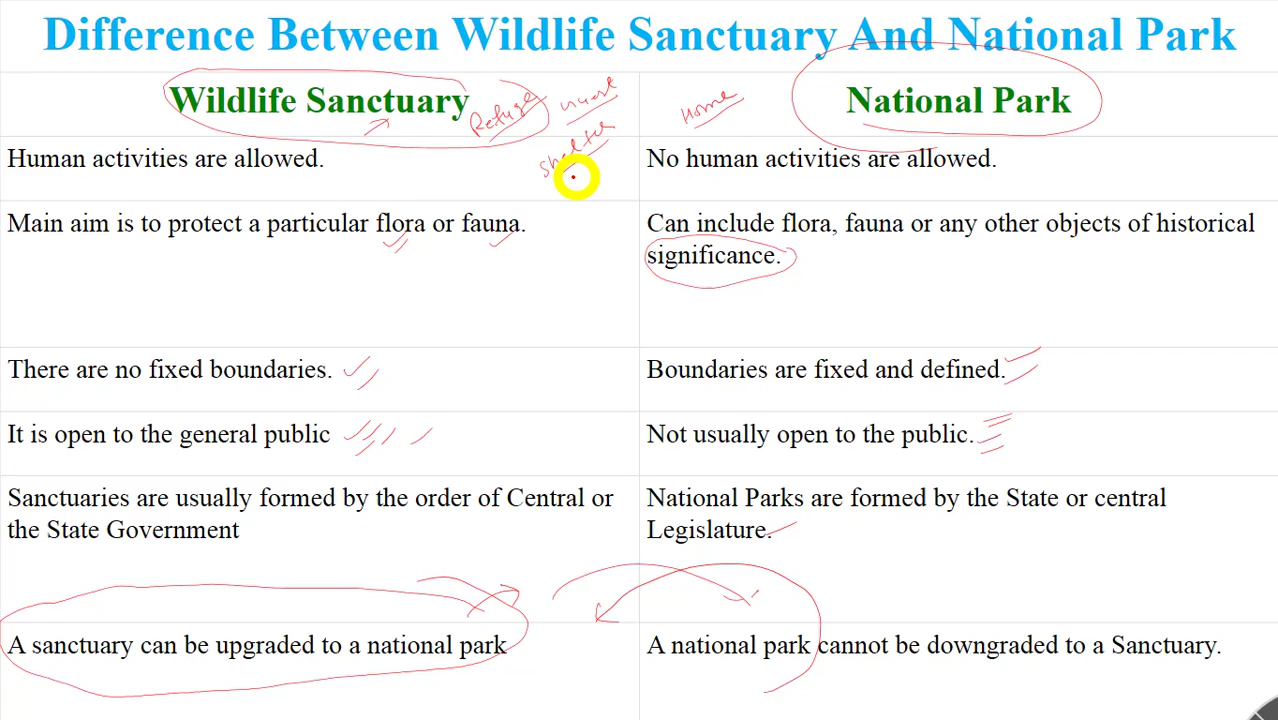 Difference Between Wildlife Sanctuary And National Park
Wildlife Sanctuary
Refuge
Shelter
Home
National Park
Human activities are allowed.
No human activities are allowed.
Main aim is to protect a particular flora or fauna.
Can include flora, fauna or any other objects of historical
significance.
There are no fixed boundaries.
Boundaries are fixed and defined.
It is open to the general public
Not usually open to the public.
Sanctuaries are usually formed by the order of Central or
the State Government
National Parks are formed by the State or central
Legislature.
A sanctuary can be upgraded to a national park
A national park cannot be downgraded to a Sanctuary.